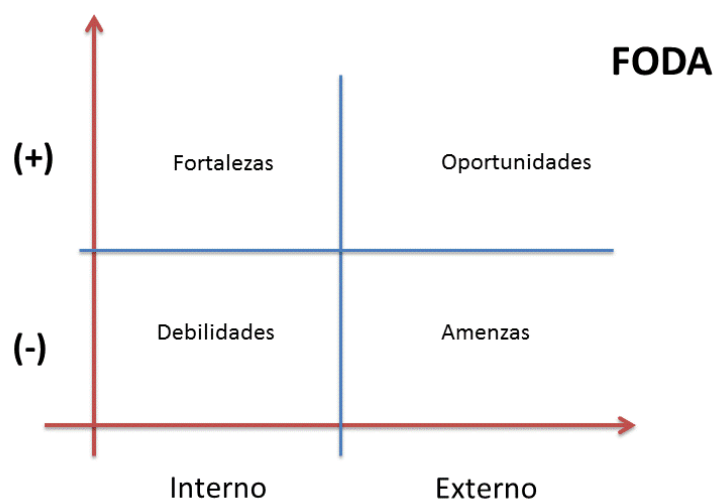 FODA
(+)
Fortalezas
Oportunidades
(-)
Debilidades
Amenzas
Interno
Externo